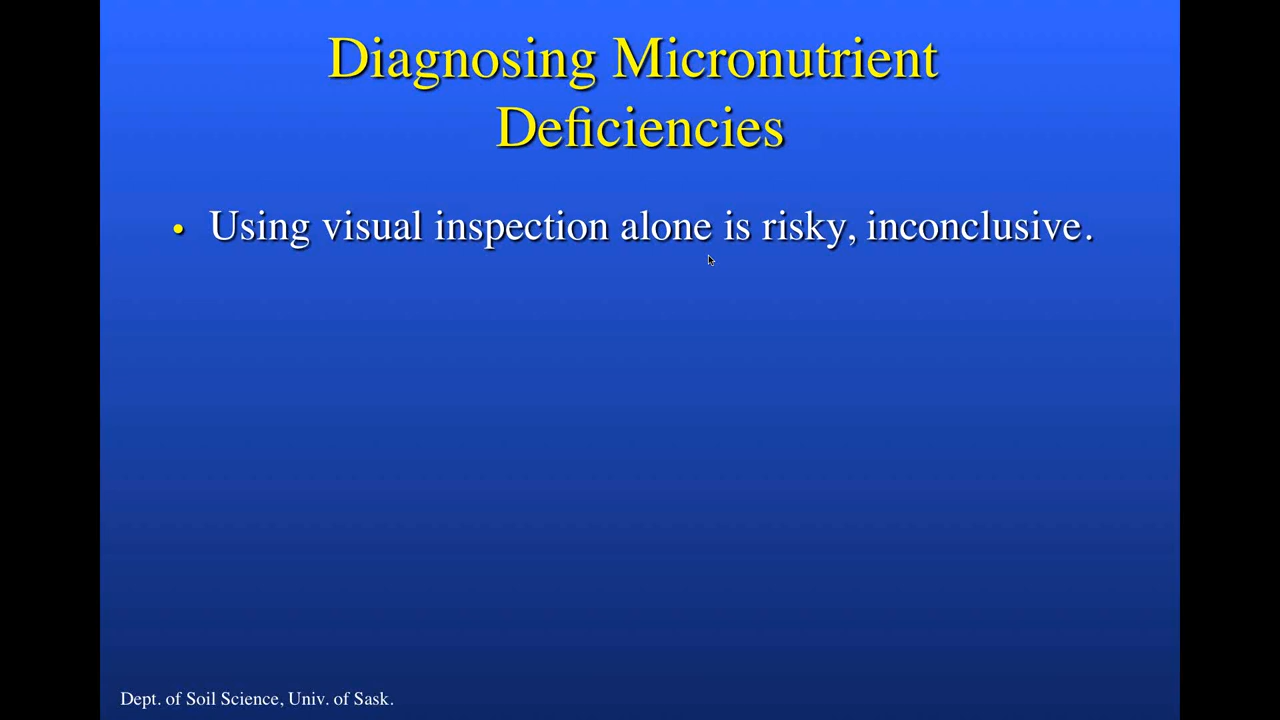 Diagnosing Micronutrient
Deficiencies
• Using visual inspection alone is risky, inconclusive.
Dept. of Soil Science, Univ. of Sask.